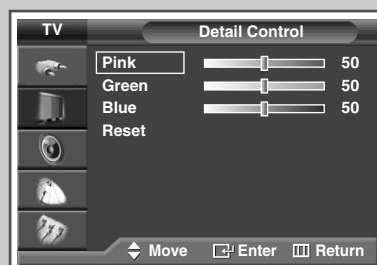 TV Detail Control
Pink 50
Green 50
Blue 50
Reset
Move Enter Return